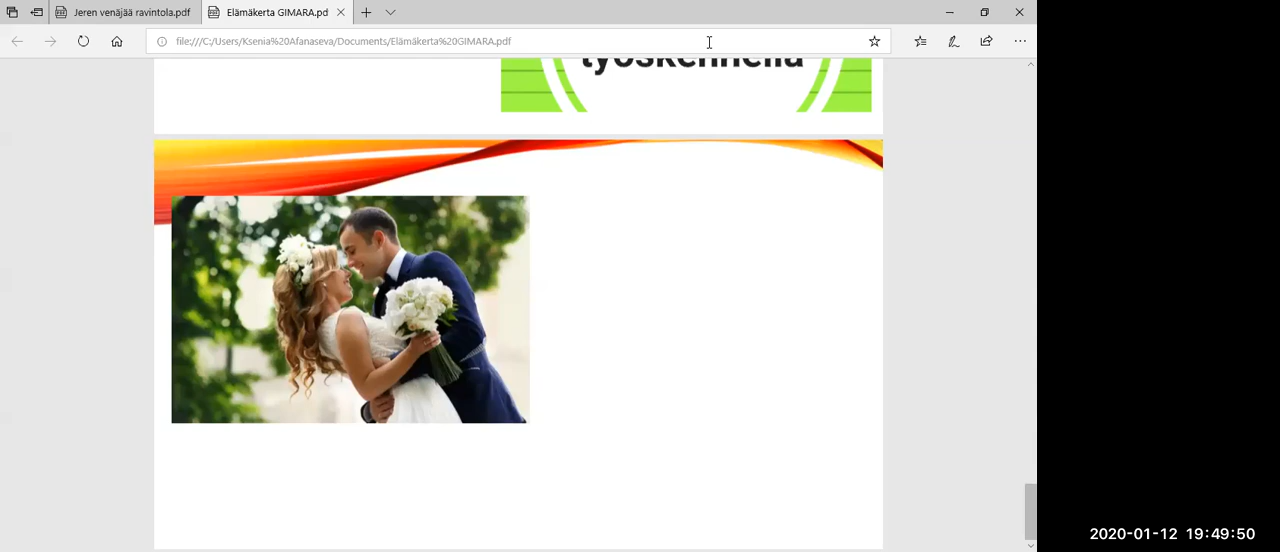 Jeren venäjää ravintola.pdf
Elämäkerta GIMARA.pd
file:///C:/Users/Ksenia%20Afanaseva/Documents/Elämäkerta%20GIMARA.pdf
työskennellä
2020-01-12 19:49:50